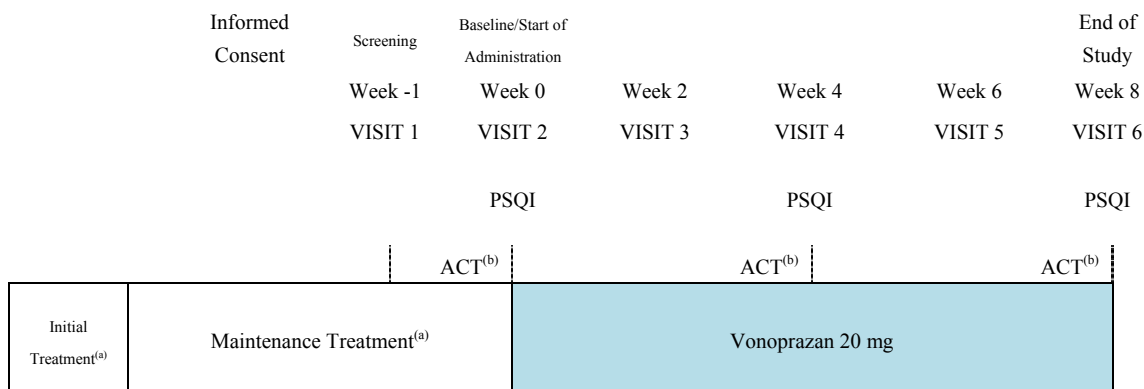 Informed Consent
Screening
Baseline/Start of Administration
End of Study
Week -1 Week 0 Week 2 Week 4 Week 6 Week 8
VISIT 1 VISIT 2 VISIT 3 VISIT 4 VISIT 5 VISIT 6
PSQI PSQI PSQI
ACT(b) ACT(b) ACT(b)
Initial
Treatment(a)
Maintenance Treatment(a)
Vonoprazan 20 mg